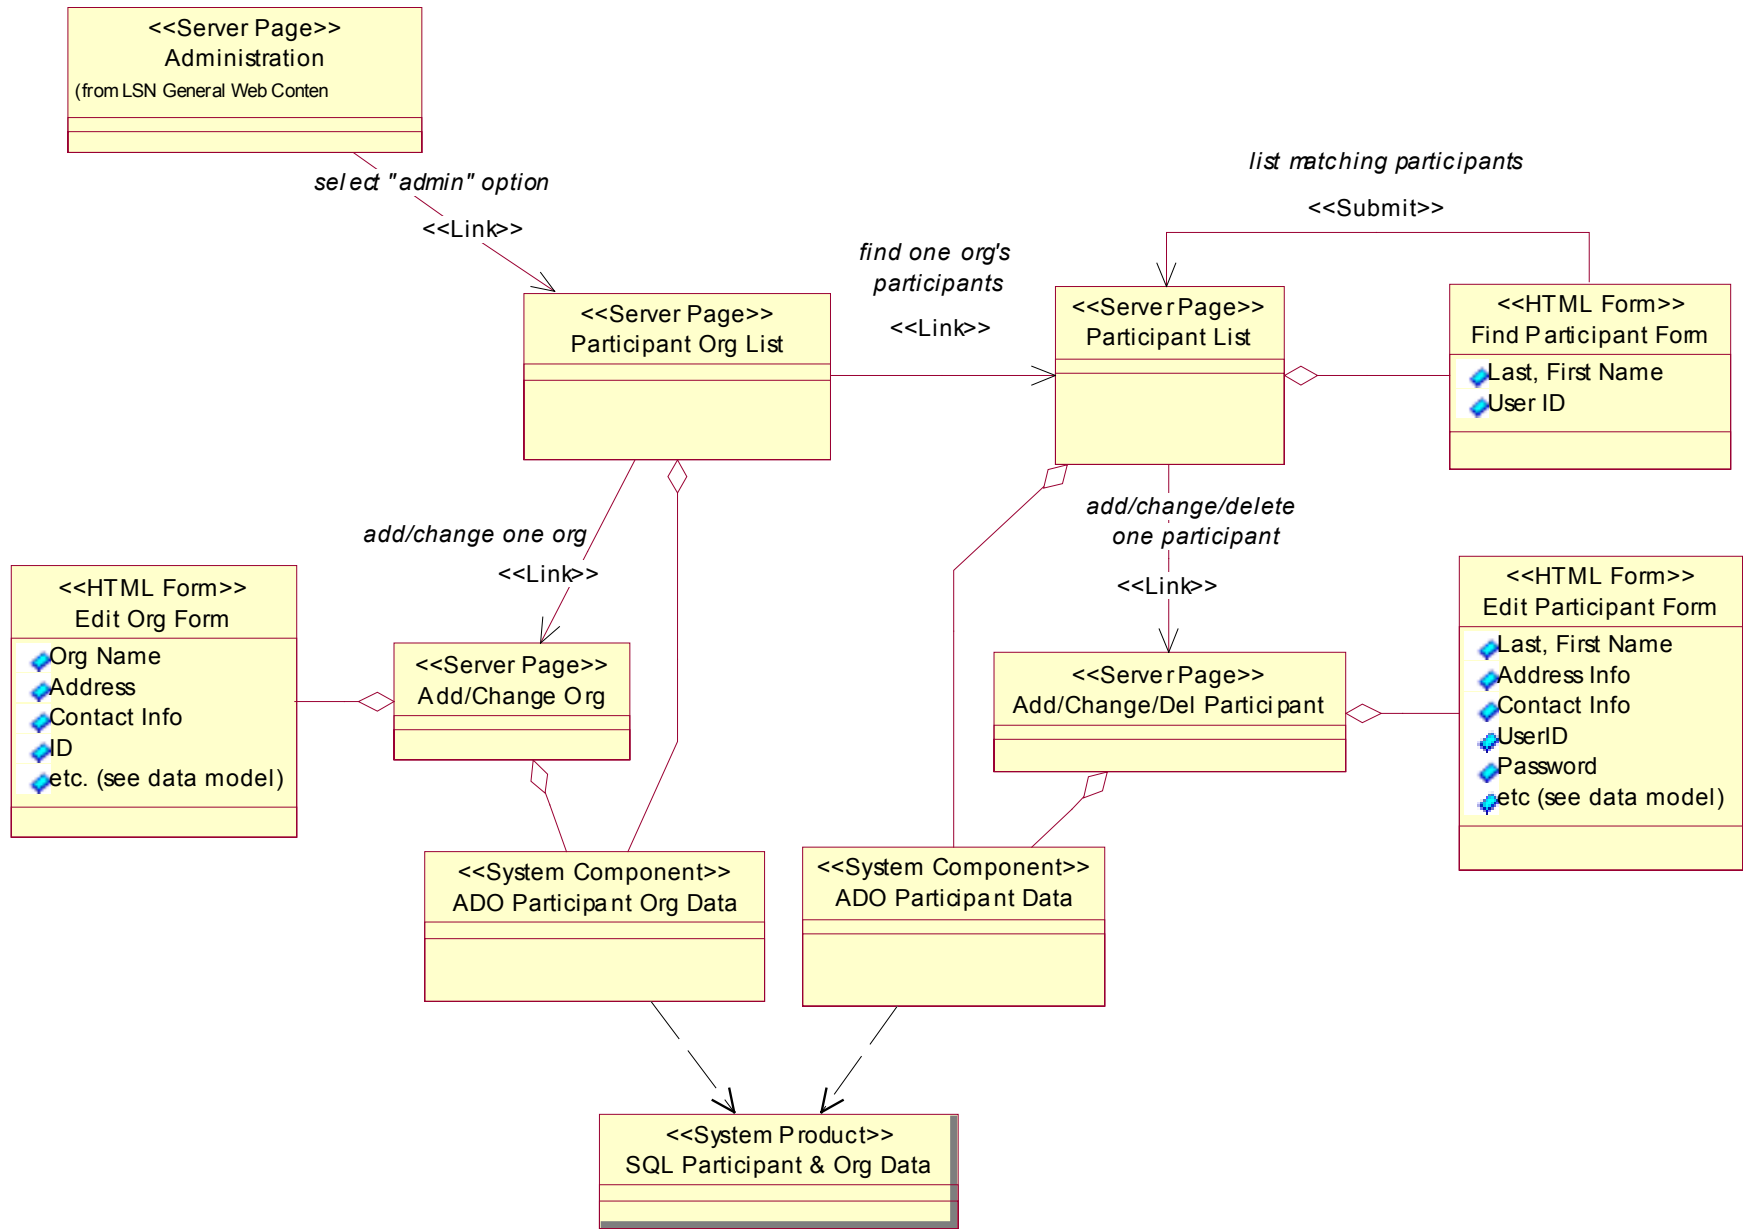 <<Server Page>>
Administration
(from LSN General Web Conten
select "admin" option
<<Link>>
list matching participants
<<Submit>>
find one org's
participants
<<Link>>
<<Server Page>>
Participant Org List
<<Server Page>>
Participant List
<<HTML Form>>
Find Participant Form
Last, First Name
User ID
add/change one org
<<Link>>
add/change/delete
one participant
<<Link>>
<<HTML Form>>
Edit Org Form
Org Name
Address
Contact Info
ID
etc. (see data model)
<<Server Page>>
Add/Change Org
<<Server Page>>
Add/Change/Del Participant
<<HTML Form>>
Edit Participant Form
Last, First Name
Address Info
Contact Info
UserID
Password
etc (see data model)
<<System Component>>
ADO Participant Org Data
<<System Component>>
ADO Participant Data
<<System Product>>
SQL Participant & Org Data